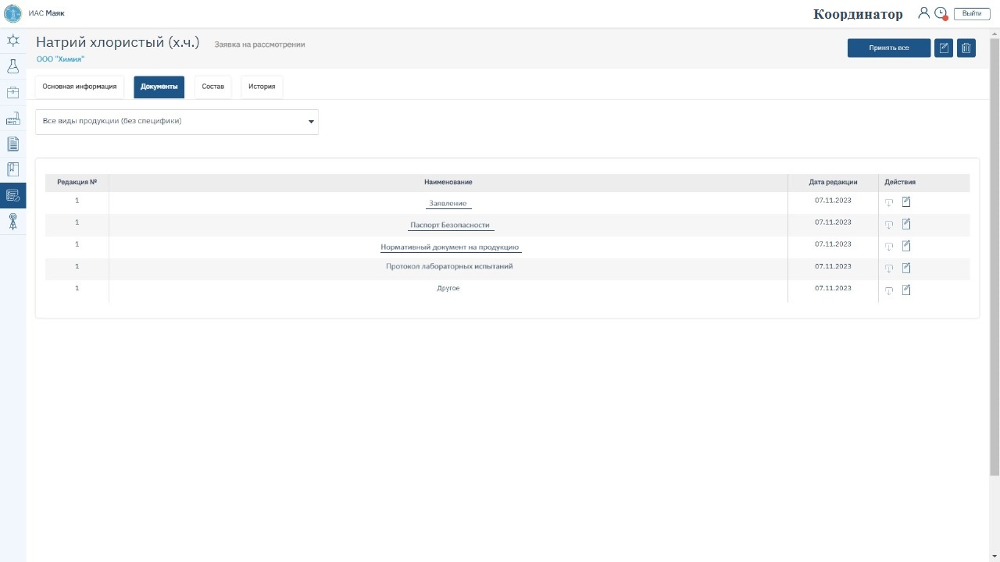 ИАС Маяк
Координатор
Выйти
Натрий хлористый (х.ч.)
Заявка на рассмотрении
ООО "Химия"
Принять все
Основная информация
Документы
Состав
История
Все виды продукции (без специфики)
Редакция № Наименование Дата редакции Действия
1 Заявление 07.11.2023
1 Паспорт Безопасности 07.11.2023
1 Нормативный документ на продукцию 07.11.2023
1 Протокол лабораторных испытаний 07.11.2023
1 Другое 07.11.2023